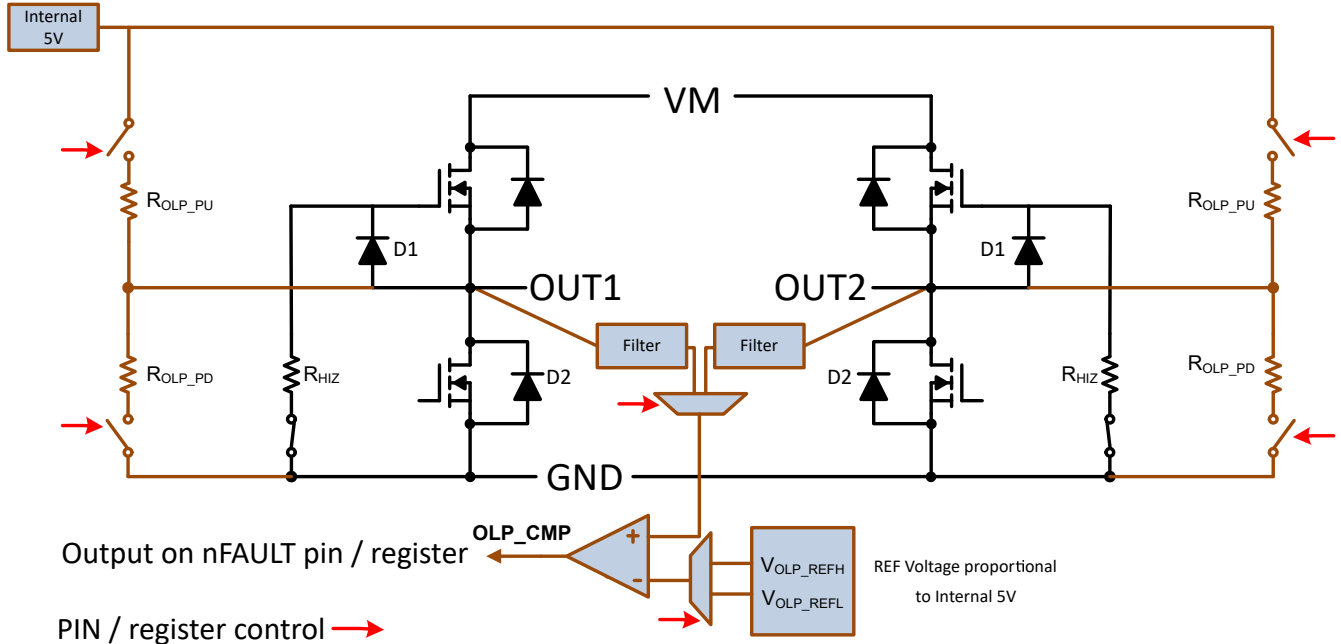 Internal
5V
VM
R_OLP_PU
R_OLP_PU
D1
D1
OUT1
OUT2
Filter
Filter
R_OLP_PD
R_HIZ
D2
D2
R_HIZ
R_OLP_PD
GND
OLP_CMP
+
-
Output on nFAULT pin / register
V_OLP_REFH
V_OLP_REFL
REF Voltage proportional
to Internal 5V
PIN / register control